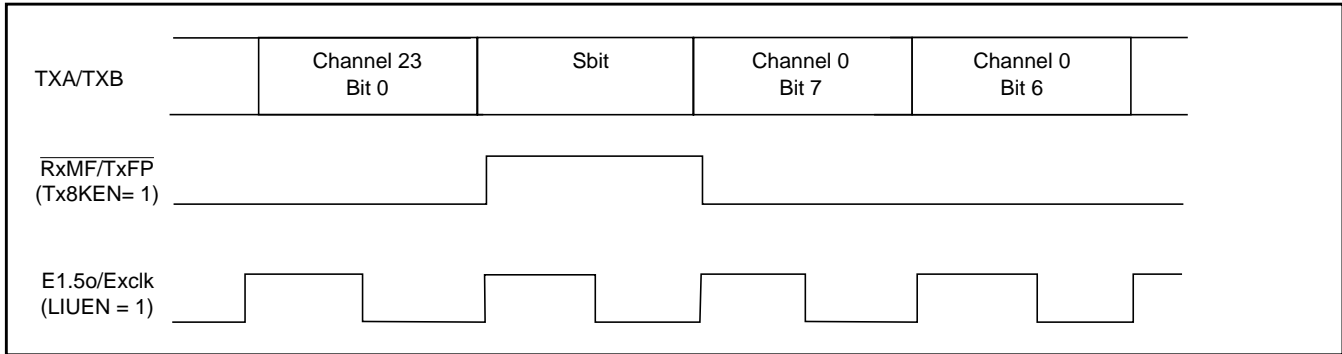 TXA/TXB
Channel 23
Bit 0
Sbit
Channel 0
Bit 7
Channel 0
Bit 6
RxMF/TxFP
(Tx8KEN= 1)
E1.5o/Exclk
(LIUEN = 1)